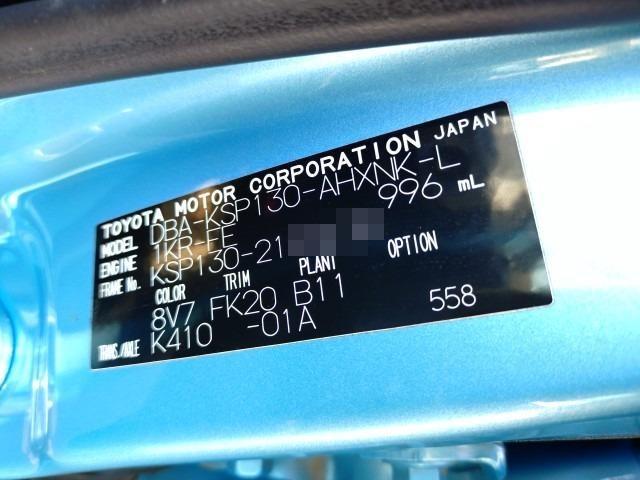 TOYOTA MOTOR CORPORATION JAPAN
MODEL DBA-KSP130-AHXNK-L
ENGINE 1KR-FE 996 mL
FRAME No. KSP130-21
COLOR TRIM PLANT OPTION
8V7 FK20 B11
TRANS./AXLE K410 -01A 558